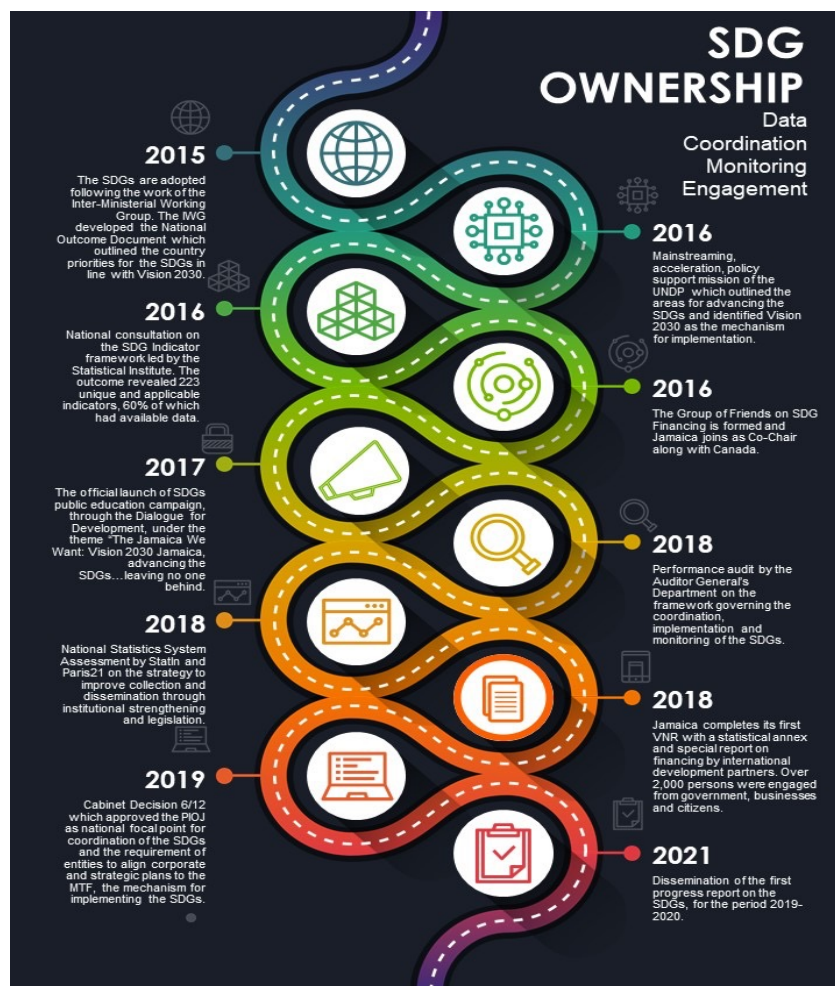 SDG
OWNERSHIP
Data
Coordination
Monitoring
Engagement
2015
The SDGs are adopted
following the work of the
Inter-Ministerial Working
Group. The IWG
developed the National
Outcome Document which
outlined the country
priorities for the SDGs in
line with Vision 2030.
2016
Mainstreaming,
acceleration, policy
support mission of the
UNDP which outlined the
areas for advancing the
SDGs and identified Vision
2030 as the mechanism
for implementation.
2016
National consultation on
the SDG Indicator
framework led by the
Statistical Institute. The
outcome revealed 223
unique and applicable
indicators, 60% of which
had available data.
2016
The Group of Friends on SDG
Financing is formed and
Jamaica joins as Co-Chair
along with Canada.
2017
The official launch of SDGs
public education campaign,
through the Dialogue for
Development, under the
theme "The Jamaica We
Want: Vision 2030 Jamaica,
advancing the
SDGs...leaving no one
behind.
2018
Performance audit by the
Auditor General's
Department on the
framework governing the
coordination,
implementation and
monitoring of the SDGs.
2018
National Statistics System
Assessment by StatIn and
Paris21 on the strategy to
improve collection and
dissemination through
institutional strengthening
and legislation.
2018
Jamaica completes its first
VNR with a statistical annex
and special report on
financing by international
development partners. Over
2,000 persons were engaged
from government, businesses
and citizens.
2019
Cabinet Decision 6/12
which approved the PIOJ
as national focal point for
coordination of the SDGs
and the requirement of
entities to align corporate
and strategic plans to the
MTF, the mechanism for
implementing the SDGs.
2021
Dissemination of the first
progress report on the
SDGs, for the period 2019-
2020.